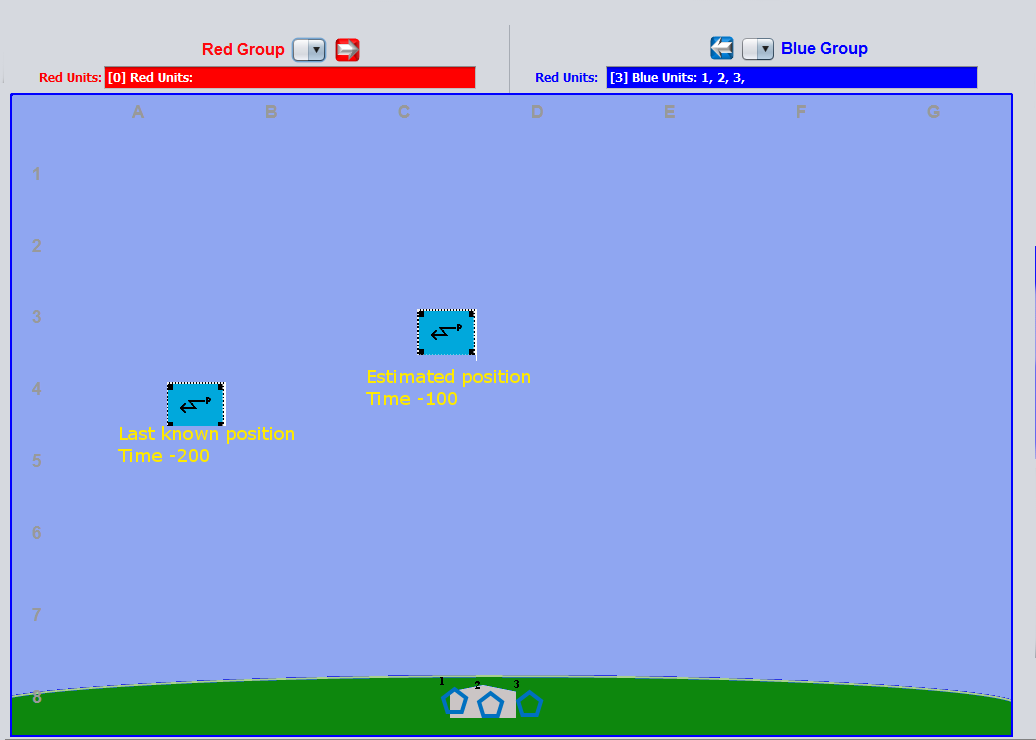 Red Group
Blue Group
Red Units: [0] Red Units:
Red Units: [3] Blue Units: 1, 2, 3,
A B C D E F G
1
2
3
P
Estimated position
Time -100
4
P
Last known position
Time -200
5
6
7
8
1 2 3